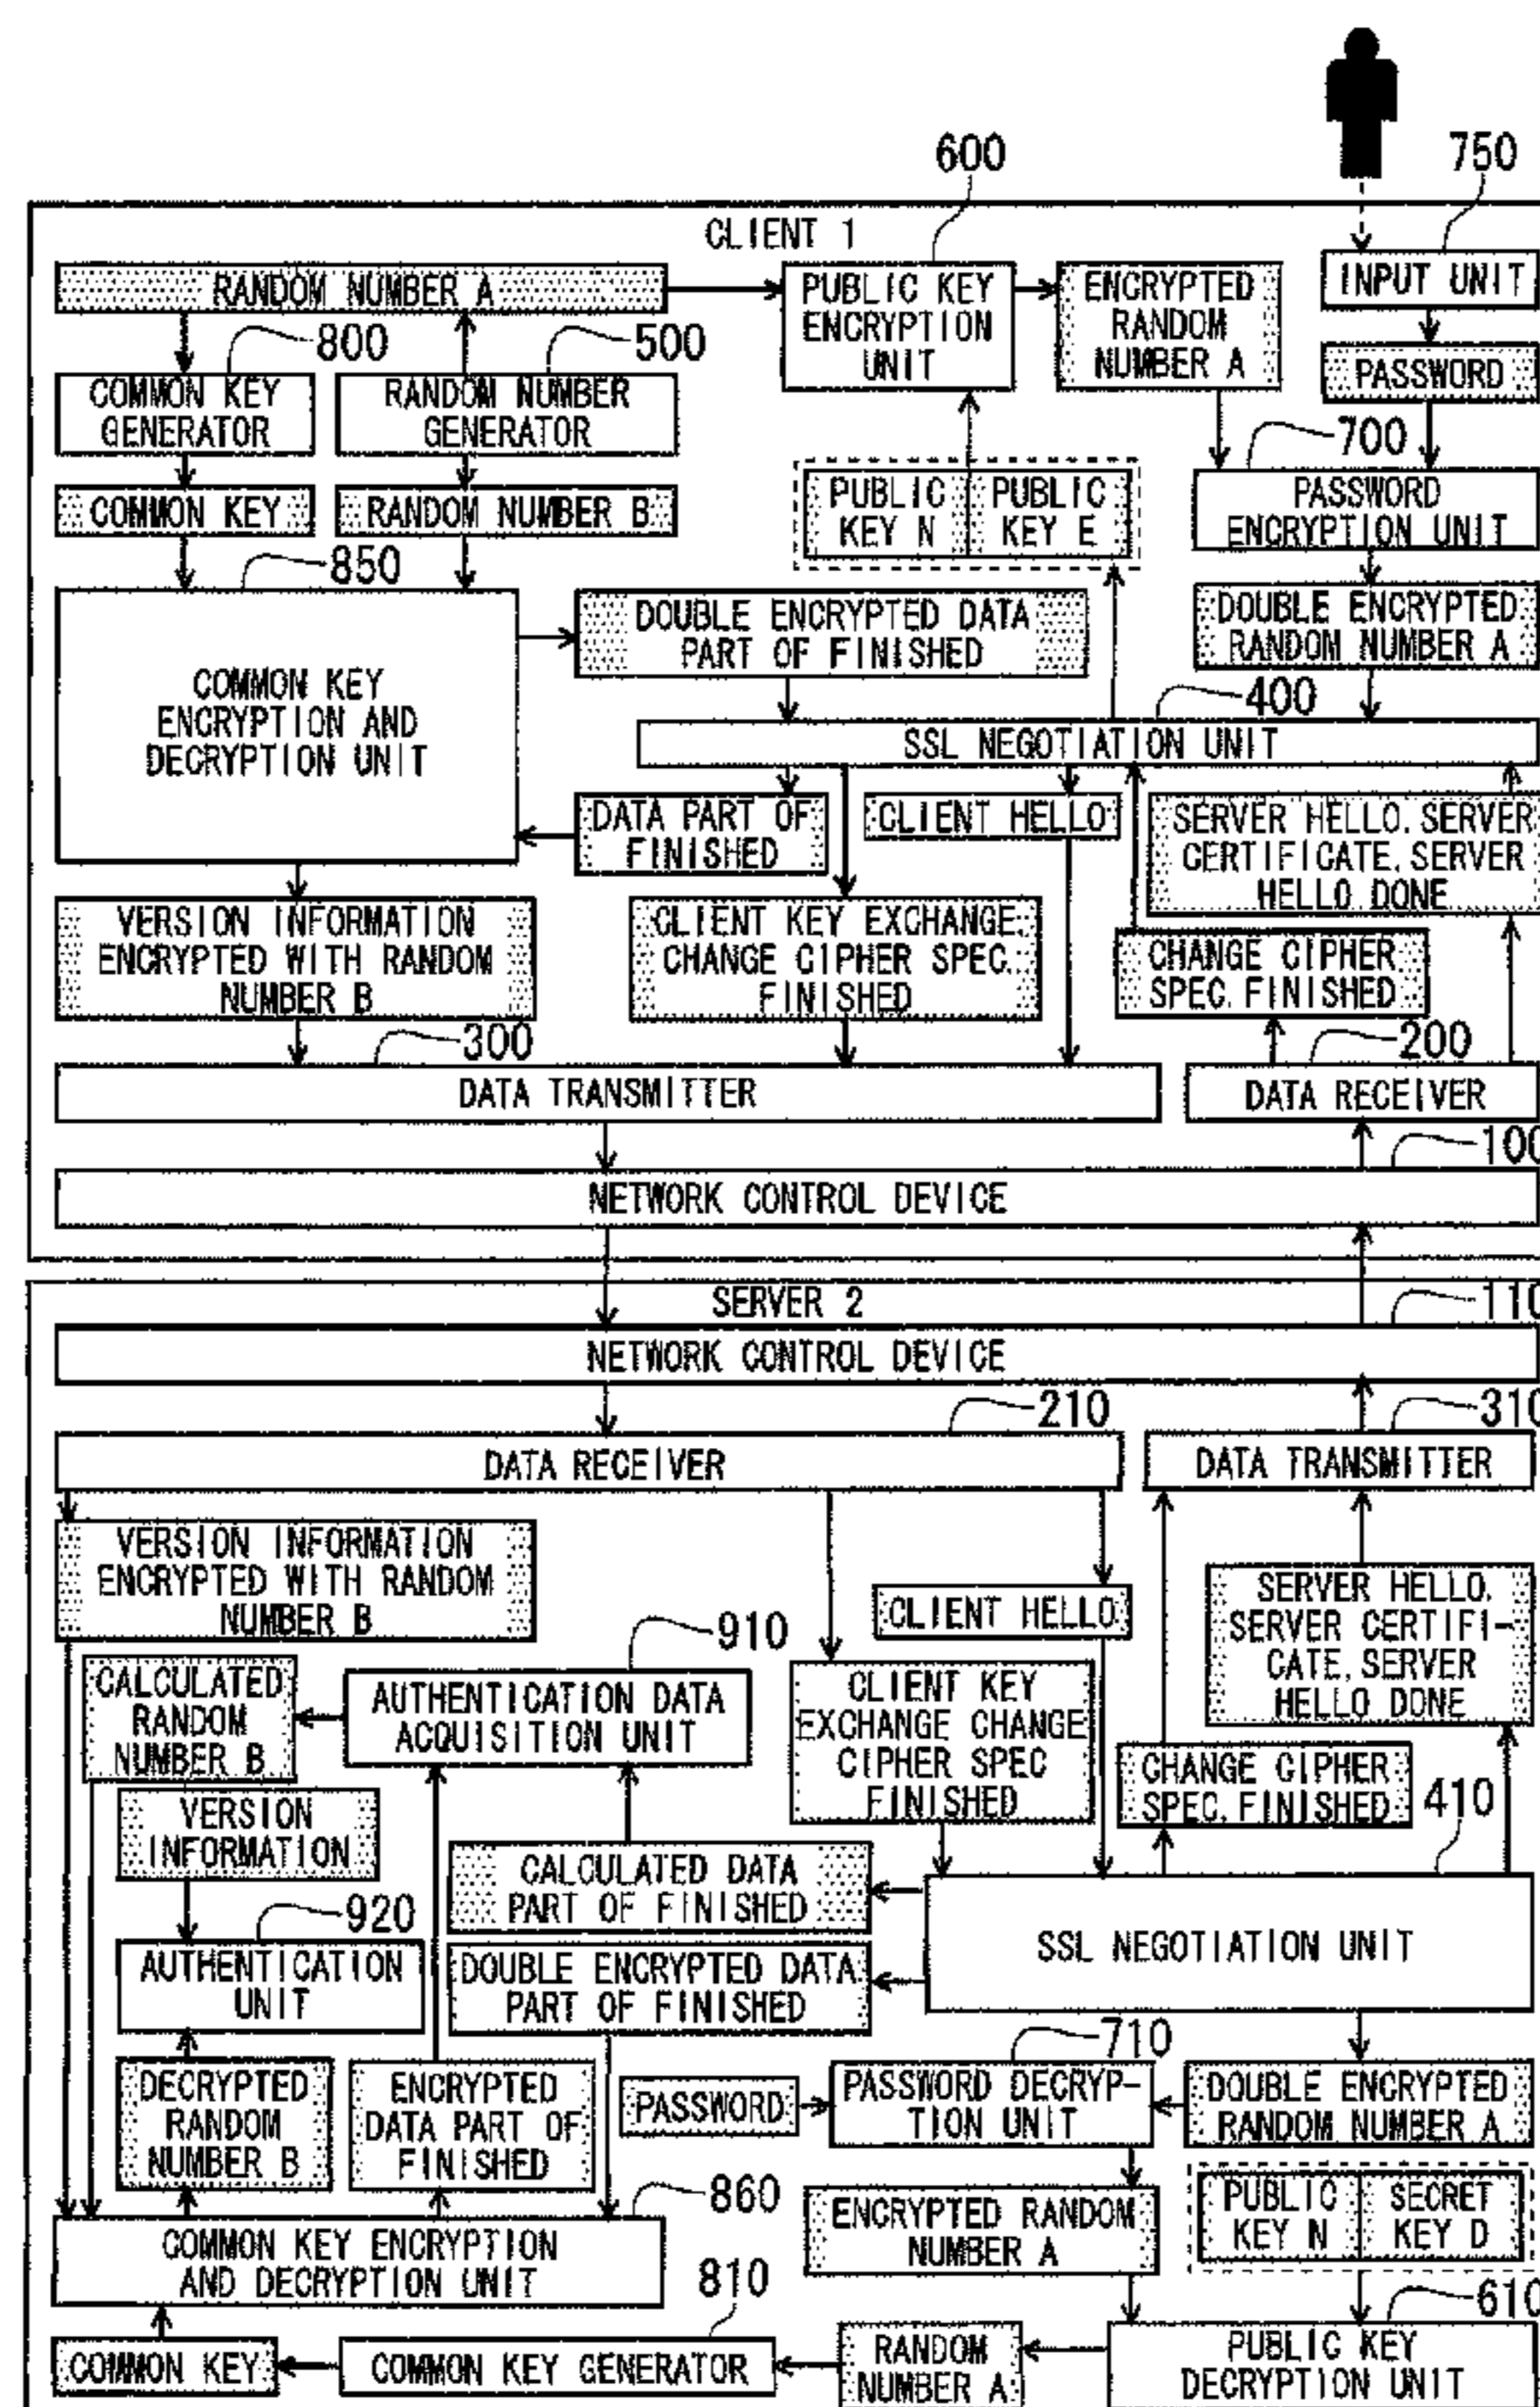 600
750
CLIENT 1
RANDOM NUMBER A
PUBLIC KEY
ENCRYPTION
UNIT
ENCRYPTED
RANDOM
NUMBER A
INPUT UNIT
800
500
PASSWORD
COMMON KEY
GENERATOR
RANDOM NUMBER
GENERATOR
700
COMMON KEY
RANDOM NUMBER B
PUBLIC
KEY N
PUBLIC
KEY E
PASSWORD
ENCRYPTION UNIT
850
DOUBLE ENCRYPTED DATA
PART OF FINISHED
DOUBLE ENCRYPTED
RANDOM NUMBER A
COMMON KEY
ENCRYPTION AND
DECRYPTION UNIT
400
SSL NEGOTIATION UNIT
DATA PART OF
FINISHED
CLIENT HELLO
SERVER HELLO, SERVER
CERTIFICATE, SERVER
HELLO DONE
VERSION INFORMATION
ENCRYPTED WITH RANDOM
NUMBER B
CLIENT KEY EXCHANGE
CHANGE CIPHER SPEC
FINISHED
CHANGE CIPHER
SPEC, FINISHED
300
200
DATA TRANSMITTER
DATA RECEIVER
100
NETWORK CONTROL DEVICE
SERVER 2
110
NETWORK CONTROL DEVICE
210
310
DATA RECEIVER
DATA TRANSMITTER
VERSION INFORMATION
ENCRYPTED WITH RANDOM
NUMBER B
CLIENT HELLO
SERVER HELLO,
SERVER CERTIFI-
CATE, SERVER
HELLO DONE
910
CALCULATED
RANDOM
NUMBER B
AUTHENTICATION DATA
ACQUISITION UNIT
CLIENT KEY
EXCHANGE CHANGE
CIPHER SPEC
FINISHED
CHANGE CIPHER
SPEC, FINISHED
410
VERSION
INFORMATION
CALCULATED DATA
PART OF FINISHED
920
SSL NEGOTIATION UNIT
AUTHENTICATION
UNIT
DOUBLE ENCRYPTED DATA
PART OF FINISHED
710
DECRYPTED
RANDOM
NUMBER B
ENCRYPTED
DATA PART OF
FINISHED
PASSWORD
PASSWORD DECRYP-
TION UNIT
DOUBLE ENCRYPTED
RANDOM NUMBER A
860
ENCRYPTED RANDOM
NUMBER A
PUBLIC
KEY N
SECRET
KEY D
COMMON KEY ENCRYPTION
AND DECRYPTION UNIT
810
610
COMMON KEY
COMMON KEY GENERATOR
RANDOM
NUMBER A
PUBLIC KEY
DECRYPTION UNIT